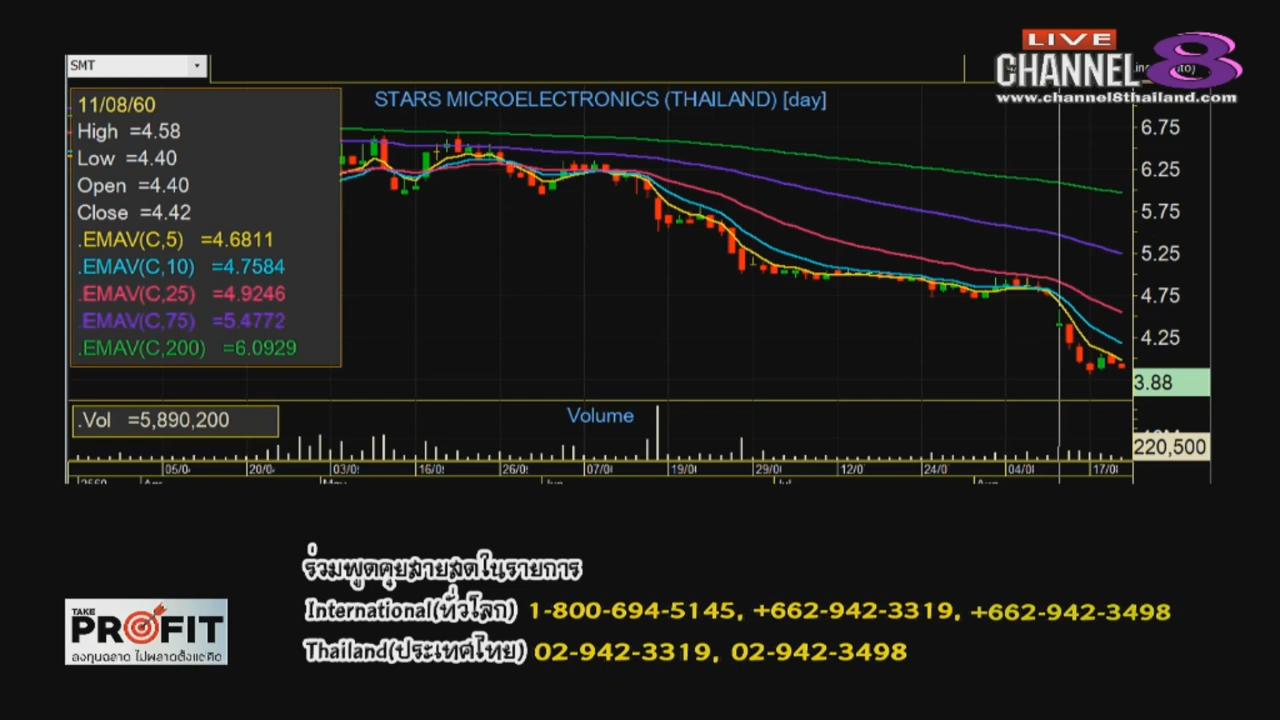 LIVE
CHANNEL 8
www.channel8thailand.com
SMT
STARS MICROELECTRONICS (THAILAND) [day]
11/08/60
High =4.58
Low =4.40
Open =4.40
Close =4.42
.EMAV(C,5) =4.6811
.EMAV(C,10) =4.7584
.EMAV(C,25) =4.9246
.EMAV(C,75) =5.4772
.EMAV(C,200) =6.0929
6.75
6.25
5.75
5.25
4.75
4.25
3.88
.Vol =5,890,200
Volume
220,500
05/0 20/0 03/0 16/0 26/0 07/0 19/0 29/0 12/0 24/0 04/0 17/0
ร่วมพูดคุยสายสดในรายการ
International(ทั่วโลก) 1-800-694-5145, +662-942-3319, +662-942-3498
Thailand(ประเทศไทย) 02-942-3319, 02-942-3498
TAKE
PROFIT
ลงทุนฉลาด ไม่พลาดตั้งแต่คิด